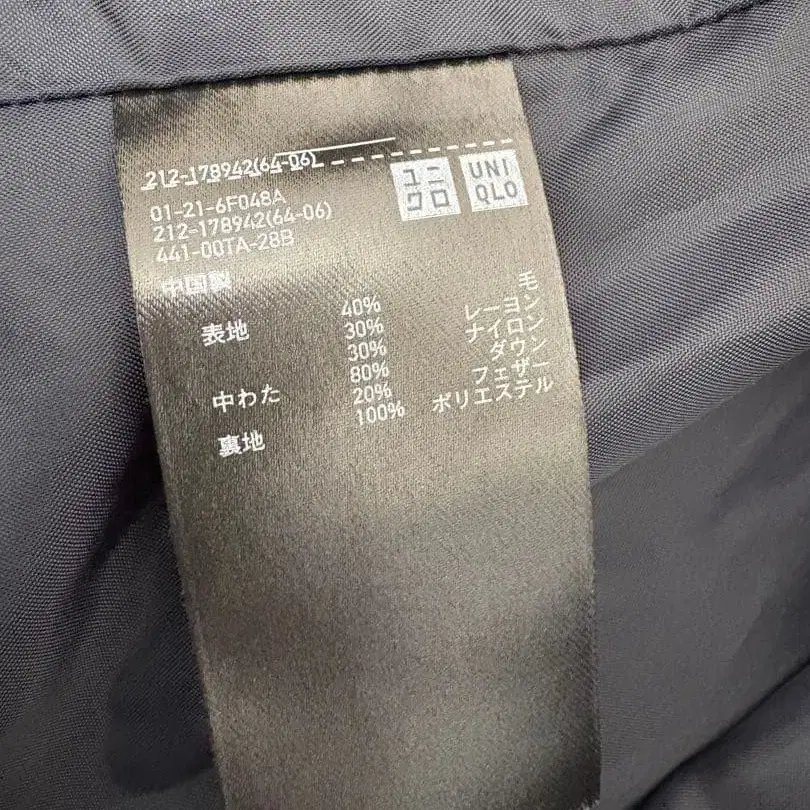 212-178942(64-06)
ユニクロ
UNIQLO
01-21-6F048A
212-178942(64-06)
441-00TA-28B
中国製
表地 40% 毛
30% レーヨン
30% ナイロン
中わた 80% ダウン
20% フェザー
裏地 100% ポリエステル